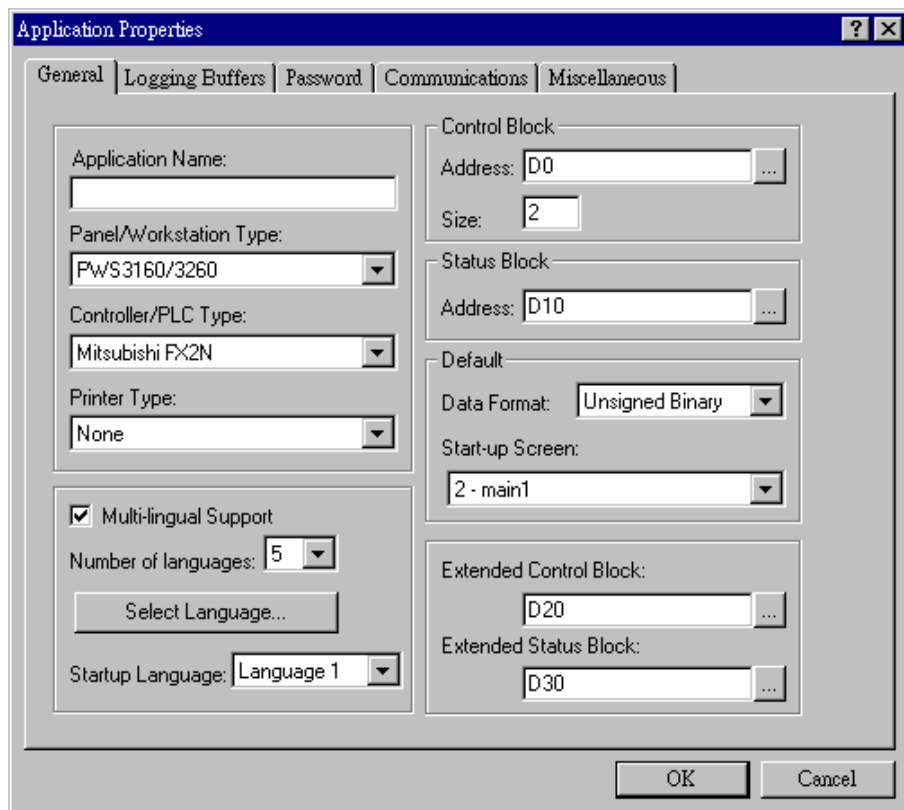 Application Properties
General
Logging Buffers
Password
Communications
Miscellaneous
Application Name:
Panel/Workstation Type:
PWS3160/3260
Controller/PLC Type:
Mitsubishi FX2N
Printer Type:
None
Multi-lingual Support
Number of languages: 5
Select Language...
Startup Language: Language 1
Control Block
Address: D0 ...
Size: 2
Status Block
Address: D10 ...
Default
Data Format: Unsigned Binary
Start-up Screen:
2 - main1
Extended Control Block:
D20 ...
Extended Status Block:
D30 ...
OK
Cancel